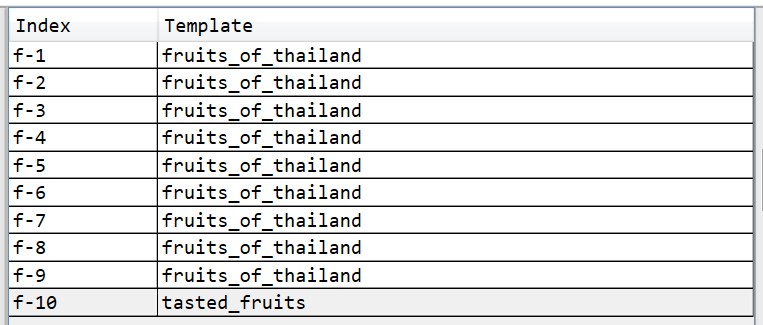 Index Template
f-1 fruits_of_thailand
f-2 fruits_of_thailand
f-3 fruits_of_thailand
f-4 fruits_of_thailand
f-5 fruits_of_thailand
f-6 fruits_of_thailand
f-7 fruits_of_thailand
f-8 fruits_of_thailand
f-9 fruits_of_thailand
f-10 tasted_fruits